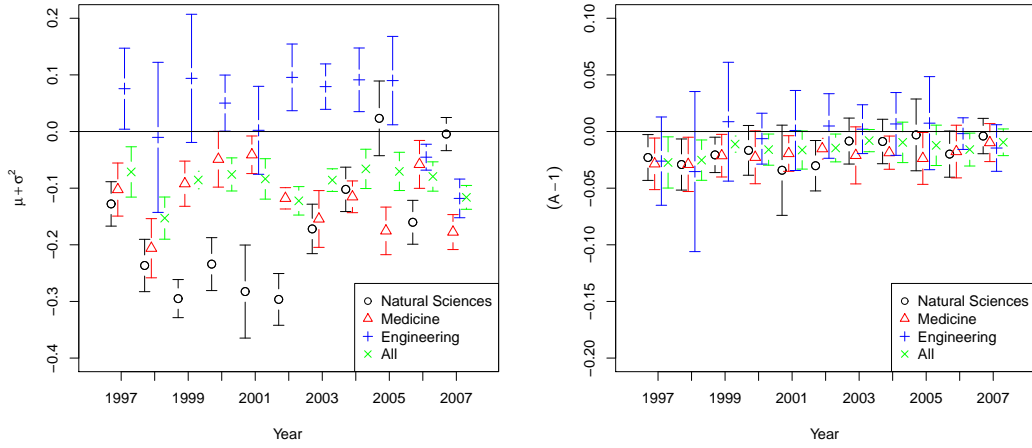 μ + σ²
0.2
0.1
0.0
−0.1
−0.2
−0.3
−0.4
Natural Sciences
Medicine
Engineering
All
1997
1999
2001
2003
2005
2007
Year
(A − 1)
0.10
0.05
0.00
−0.05
−0.10
−0.15
−0.20
Natural Sciences
Medicine
Engineering
All
1997
1999
2001
2003
2005
2007
Year